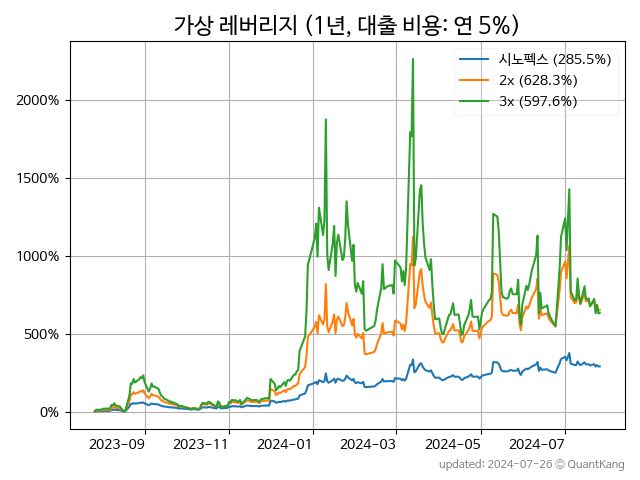 가상 레버리지 (1년, 대출 비용: 연 5%)
시노펙스 (285.5%)
2x (628.3%)
3x (597.6%)
2000%
1500%
1000%
500%
0%
2023-09 2023-11 2024-01 2024-03 2024-05 2024-07
updated: 2024-07-26 © QuantKang